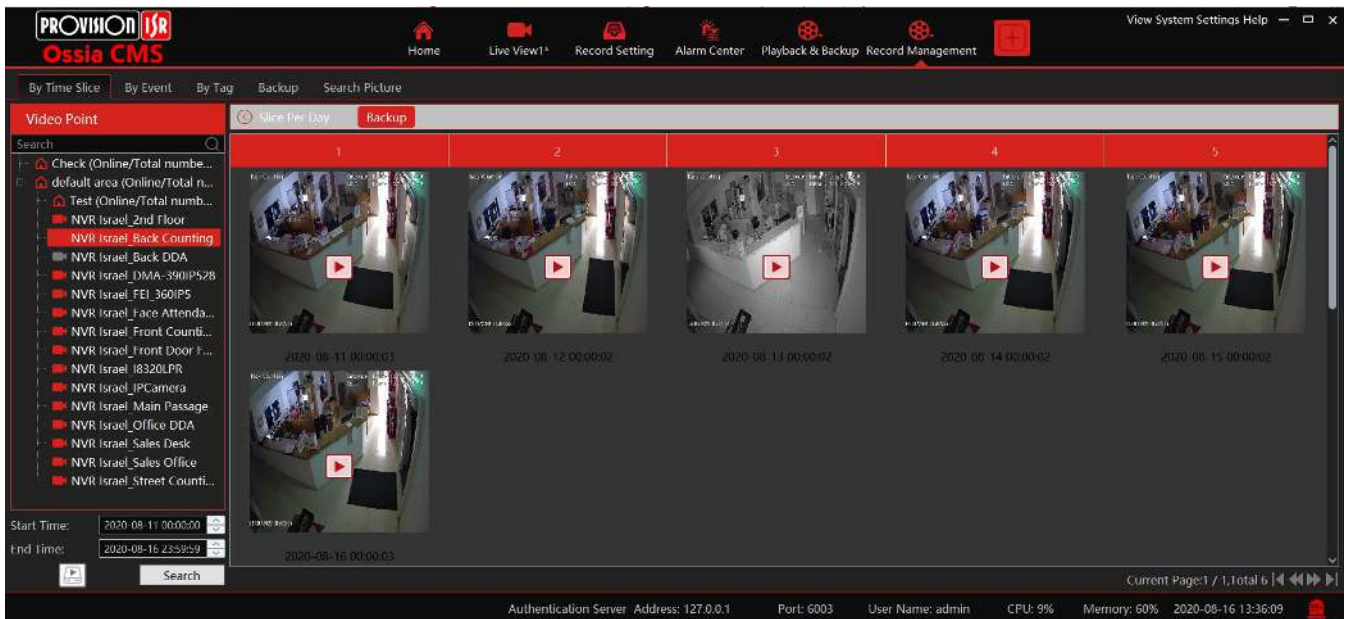 PROVISION ISR
Ossia CMS
Home
Live View1
Record Setting
Alarm Center
Playback & Backup
Record Management
View System Settings Help
By Time Slice
By Event
By Tag
Backup
Search Picture
Video Point
Slice Per Day
Backup
Search
1
2
3
4
5
Check (Online/Total numbe...
default area (Online/Total n...
Test (Online/Total numb...
NVR Israel_2nd Floor
NVR Israel_Back Counting
NVR Israel_Back DDA
NVR Israel_DMA-390IP528
NVR Israel_FEI_360IP5
NVR Israel_Face Attenda...
NVR Israel_Front Counti...
NVR Israel_Front Door F...
NVR Israel_I8320LPR
NVR Israel_IPCamera
NVR Israel_Main Passage
NVR Israel_Office DDA
NVR Israel_Sales Desk
NVR Israel_Sales Office
NVR Israel_Street Counti...
2020-08-11 00:00:03
2020-08-12 00:00:02
2020-08-13 00:00:02
2020-08-14 00:00:02
2020-08-15 00:00:02
2020-08-16 00:00:03
Start Time: 2020-08-11 00:00:00
End Time: 2020-08-16 23:59:59
Search
Current Page:1 / 1,Total 6
Authentication Server Address: 127.0.0.1
Port: 6003
User Name: admin
CPU: 9%
Memory: 60%
2020-08-16 13:36:09